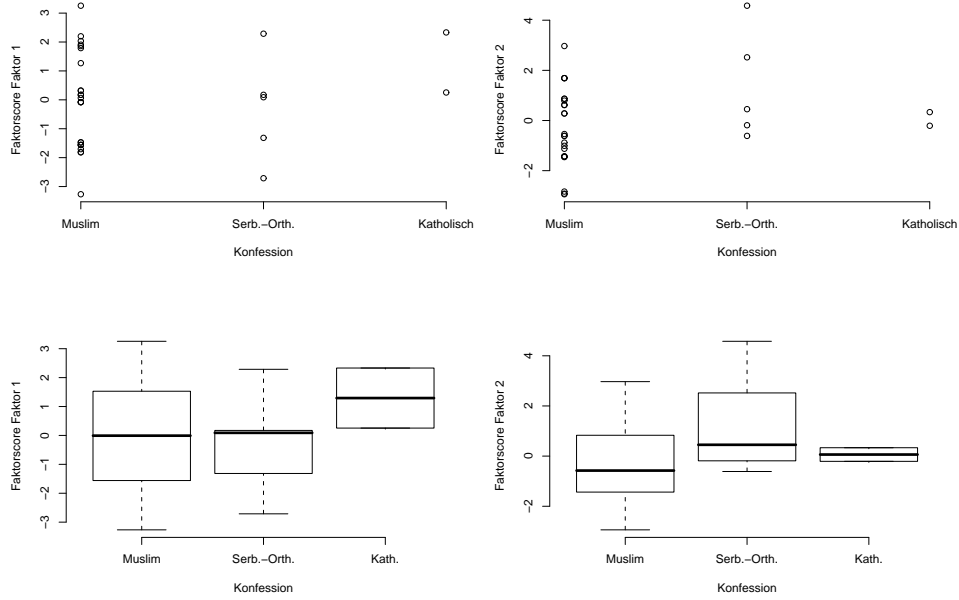 Faktorscore Faktor 1
3
2
1
0
−1
−2
−3
Muslim Serb.−Orth. Katholisch
Konfession
Faktorscore Faktor 2
4
2
0
−2
Muslim Serb.−Orth. Katholisch
Konfession
Faktorscore Faktor 1
3
2
1
0
−1
−2
−3
Muslim Serb.−Orth. Kath.
Konfession
Faktorscore Faktor 2
4
2
0
−2
Muslim Serb.−Orth. Kath.
Konfession